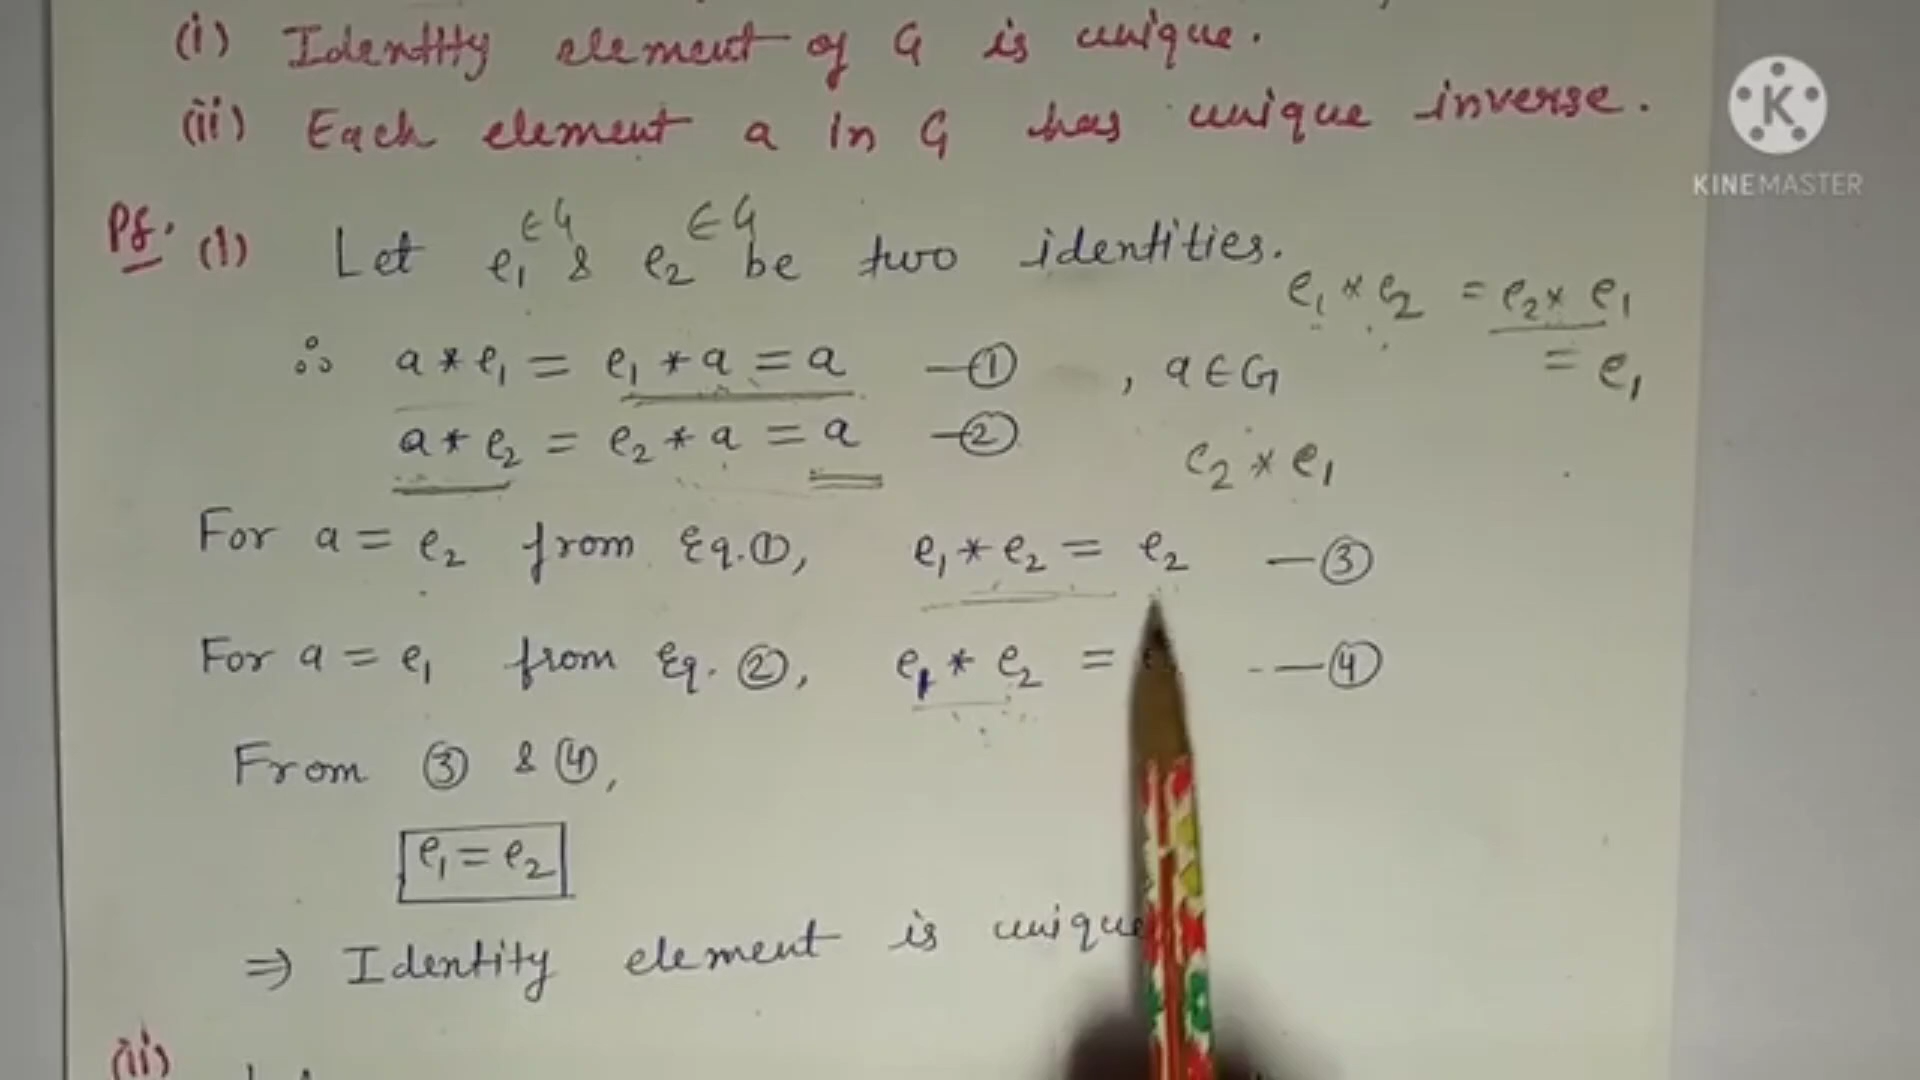 (i) Identity element of G is unique.
(ii) Each element a in G has unique inverse.
K
KINEMASTER
Pf. (i) Let e₁ ∈ G & e₂ ∈ G be two identities.
e₁ * e₂ = e₂ * e₁
= e₁
∴ a * e₁ = e₁ * a = a —①, a ∈ G
a * e₂ = e₂ * a = a —②
e₂ * e₁
For a = e₂ from Eq. ①, e₁ * e₂ = e₂ —③
For a = e₁ from Eq. ②, e₁ * e₂ = —④
From ③ & ④,
e₁ = e₂
⇒ Identity element is unique
(ii)